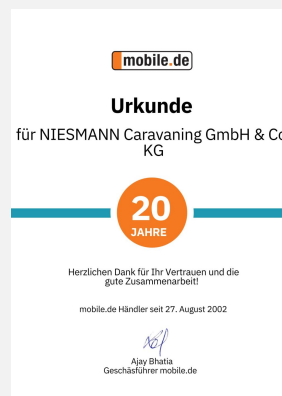 mobile.de
Urkunde
für NIESMANN Caravaning GmbH & Co
KG
20
JAHRE
Herzlichen Dank für Ihr Vertrauen und die
gute Zusammenarbeit!
mobile.de Händler seit 27. August 2002
Ajay Bhatia
Geschäsführer mobile.de